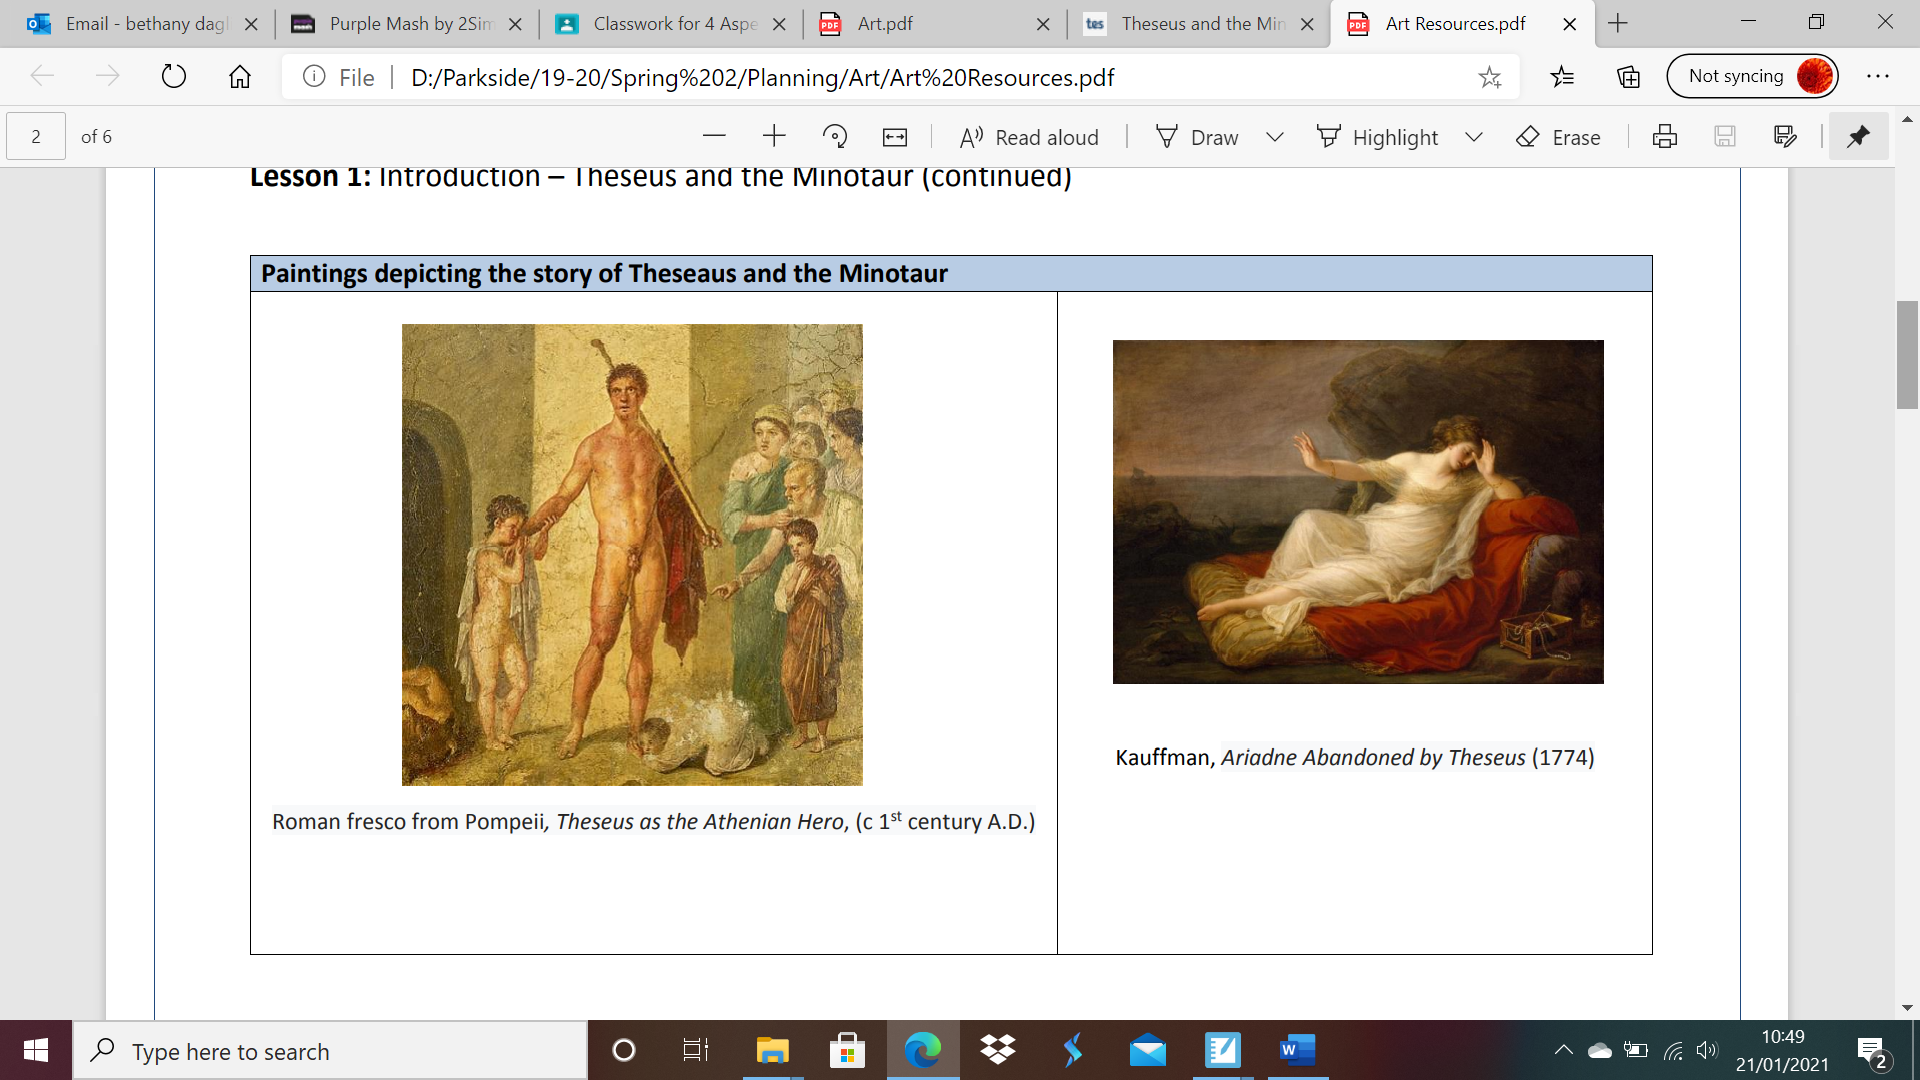 Email - bethany dagl
Purple Mash by 2Sim
Classwork for 4 Aspe
Art.pdf
tes
Theseus and the Min
Art Resources.pdf
File
D:/Parkside/19-20/Spring%202/Planning/Art/Art%20Resources.pdf
Not syncing
2 of 6
Read aloud
Draw
Highlight
Erase
Lesson 1: Introduction – Theseus and the Minotaur (continued)
Paintings depicting the story of Theseaus and the Minotaur
Kauffman, Ariadne Abandoned by Theseus (1774)
Roman fresco from Pompeii, Theseus as the Athenian Hero, (c 1st century A.D.)
Type here to search
10:49
21/01/2021
2